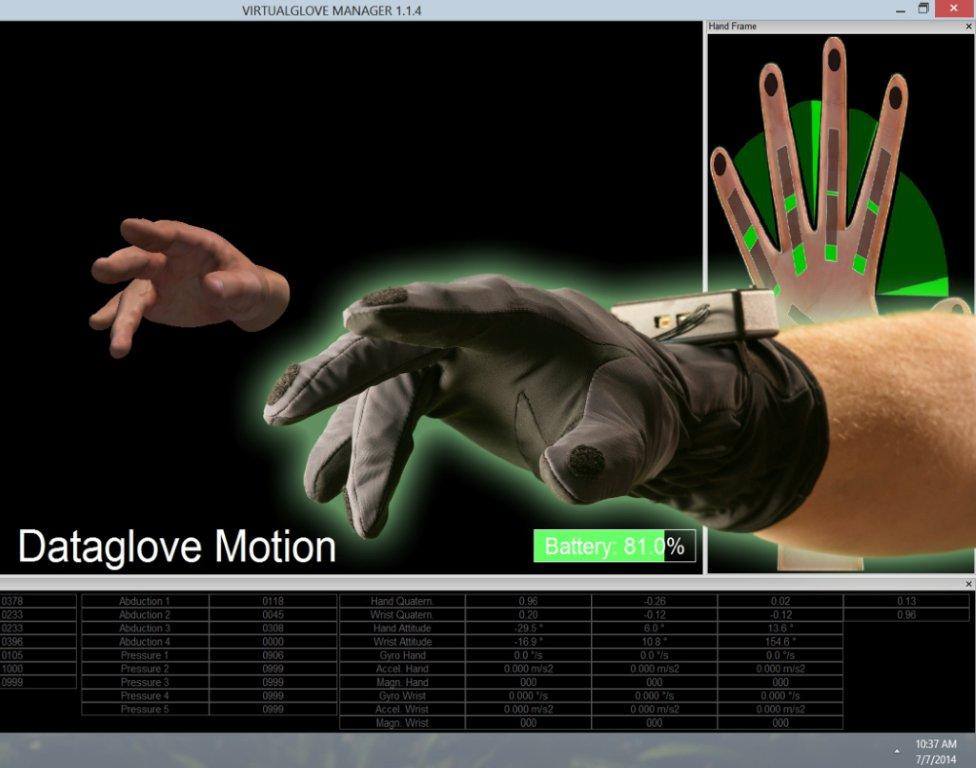 VIRTUALGLOVE MANAGER 1.1.4
Hand Frame
Dataglove Motion
Battery: 81.0%
0378 Abduction 1 0118 Hand Quatern. 0.96 -0.26 0.02 0.13
0233 Abduction 2 0045 Wrist Quatern. 0.20 -0.12 -0.12 0.96
0233 Abduction 3 0308 Hand Attitude -29.5 ° 6.0 ° 13.6 °
0396 Abduction 4 0000 Wrist Attitude -16.9 ° 10.8 ° 154.6 °
0105 Pressure 1 0906 Gyro Hand 0.0 °/s 0.0 °/s 0.0 °/s
1000 Pressure 2 0999 Accel. Hand 0.000 m/s2 0.000 m/s2 0.000 m/s2
0999 Pressure 3 0999 Magn. Hand 000 000 000
Pressure 4 0999 Gyro Wrist 0.000 °/s 0.000 °/s 0.000 °/s
Pressure 5 0999 Accel. Wrist 0.000 m/s2 0.000 m/s2 0.000 m/s2
Magn. Wrist 000 000 000
10:37 AM
7/7/2014